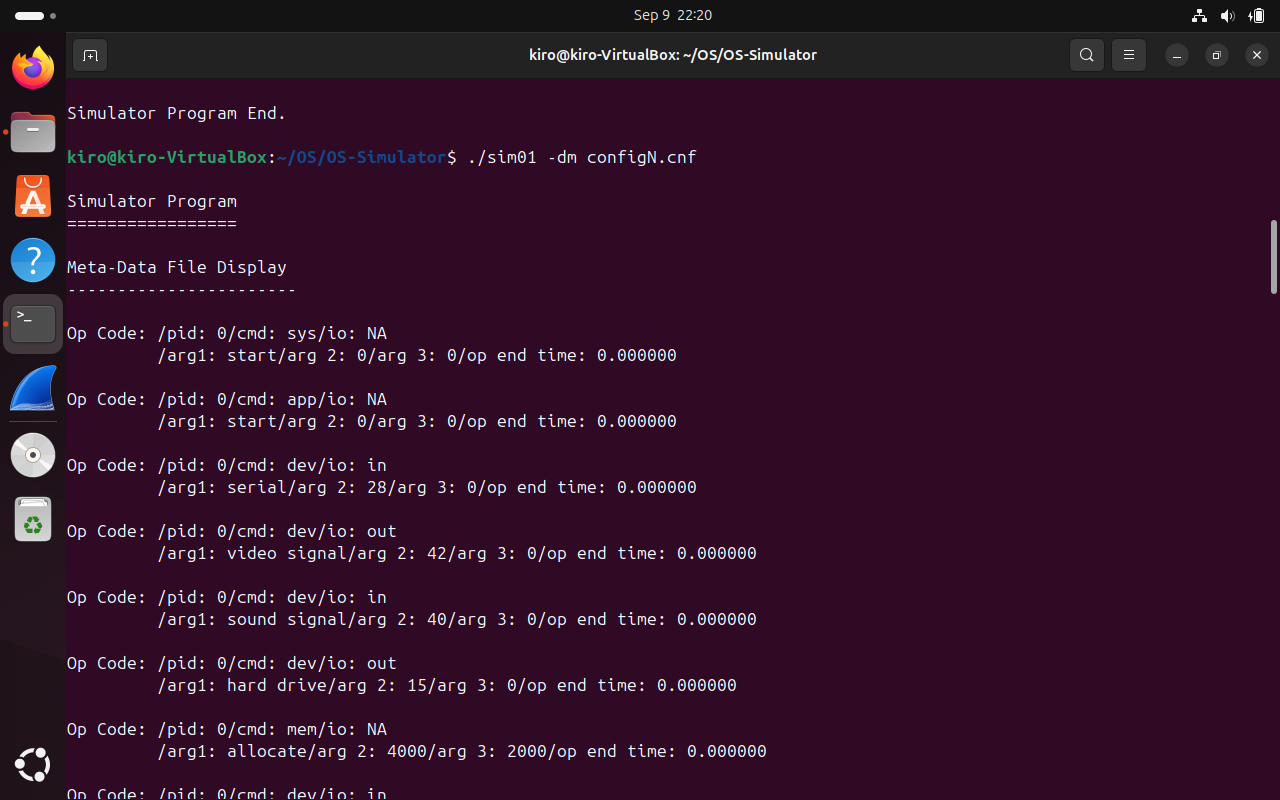 Sep 9 22:20
kiro@kiro-VirtualBox: ~/OS/OS-Simulator
Simulator Program End.
kiro@kiro-VirtualBox:~/OS/OS-Simulator$ ./sim01 -dm configN.cnf
Simulator Program
=================
Meta-Data File Display
-----------------------
Op Code: /pid: 0/cmd: sys/io: NA
/arg1: start/arg 2: 0/arg 3: 0/op end time: 0.000000
Op Code: /pid: 0/cmd: app/io: NA
/arg1: start/arg 2: 0/arg 3: 0/op end time: 0.000000
Op Code: /pid: 0/cmd: dev/io: in
/arg1: serial/arg 2: 28/arg 3: 0/op end time: 0.000000
Op Code: /pid: 0/cmd: dev/io: out
/arg1: video signal/arg 2: 42/arg 3: 0/op end time: 0.000000
Op Code: /pid: 0/cmd: dev/io: in
/arg1: sound signal/arg 2: 40/arg 3: 0/op end time: 0.000000
Op Code: /pid: 0/cmd: dev/io: out
/arg1: hard drive/arg 2: 15/arg 3: 0/op end time: 0.000000
Op Code: /pid: 0/cmd: mem/io: NA
/arg1: allocate/arg 2: 4000/arg 3: 2000/op end time: 0.000000
Op Code: /pid: 0/cmd: dev/io: in